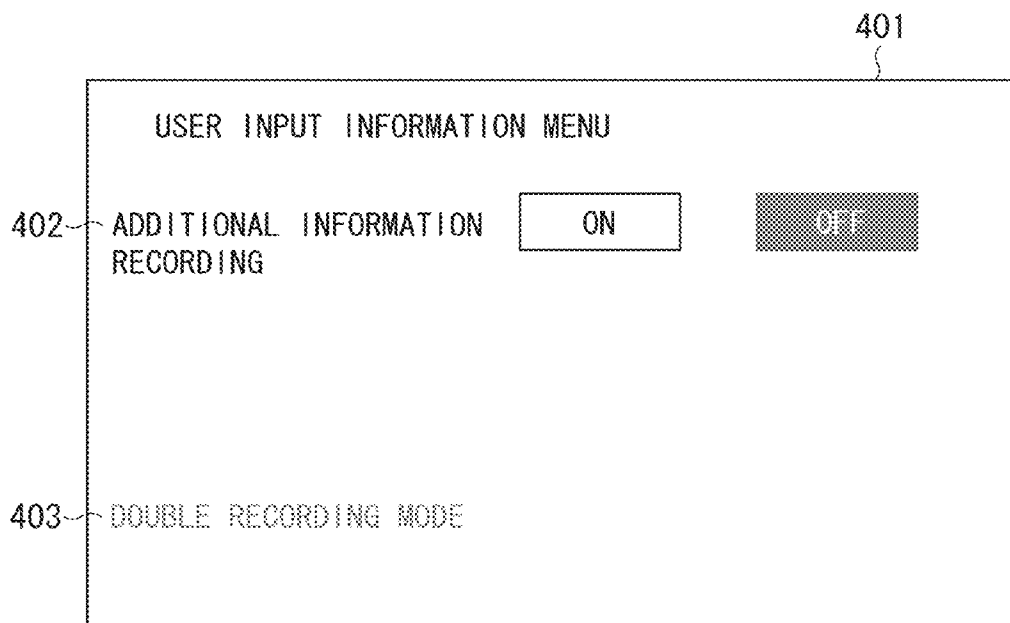 401
USER INPUT INFORMATION MENU
402 ADDITIONAL INFORMATION ON OFF
RECORDING
403 DOUBLE RECORDING MODE